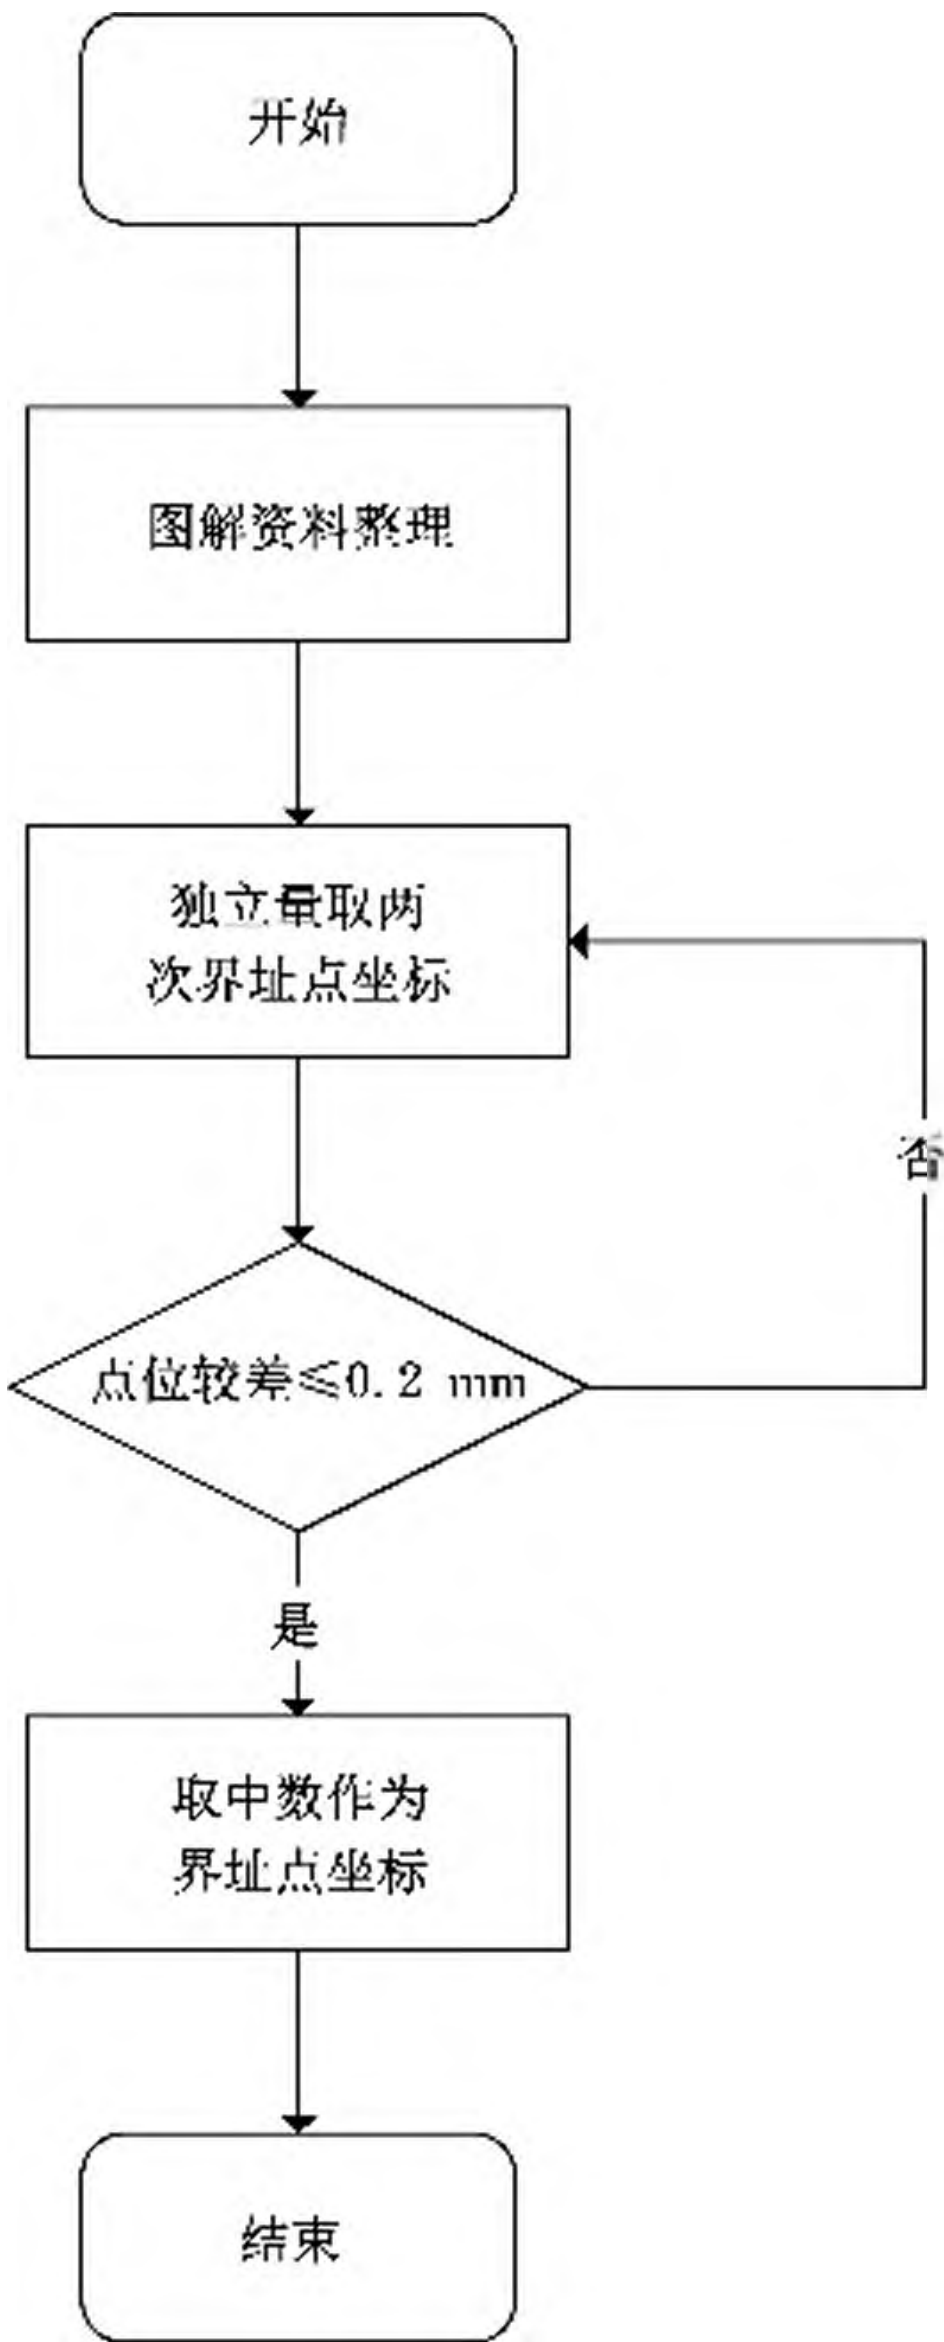 开始
图解资料整理
独立量取两
次界址点坐标
否
点位较差≤0.2 mm
是
取中数作为
界址点坐标
结束